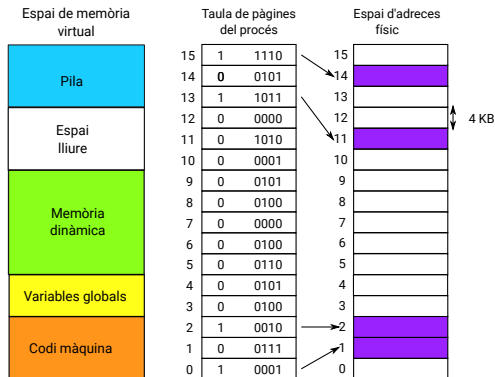 Espai de memòria
virtual
Pila
Espai
lliure
Memòria
dinàmica
Variables globals
Codi màquina
Taula de pàgines
del procés
15 1 1110
14 0 0101
13 1 1011
12 0 0000
11 0 1010
10 0 0001
9 0 0101
8 0 0100
7 0 0000
6 0 0100
5 0 0110
4 0 0101
3 0 0100
2 1 0010
1 0 0111
0 1 0001
Espai d'adreces
físic
15
14
13
12
11
10
9
8
7
6
5
4
3
2
1
0
4 KB